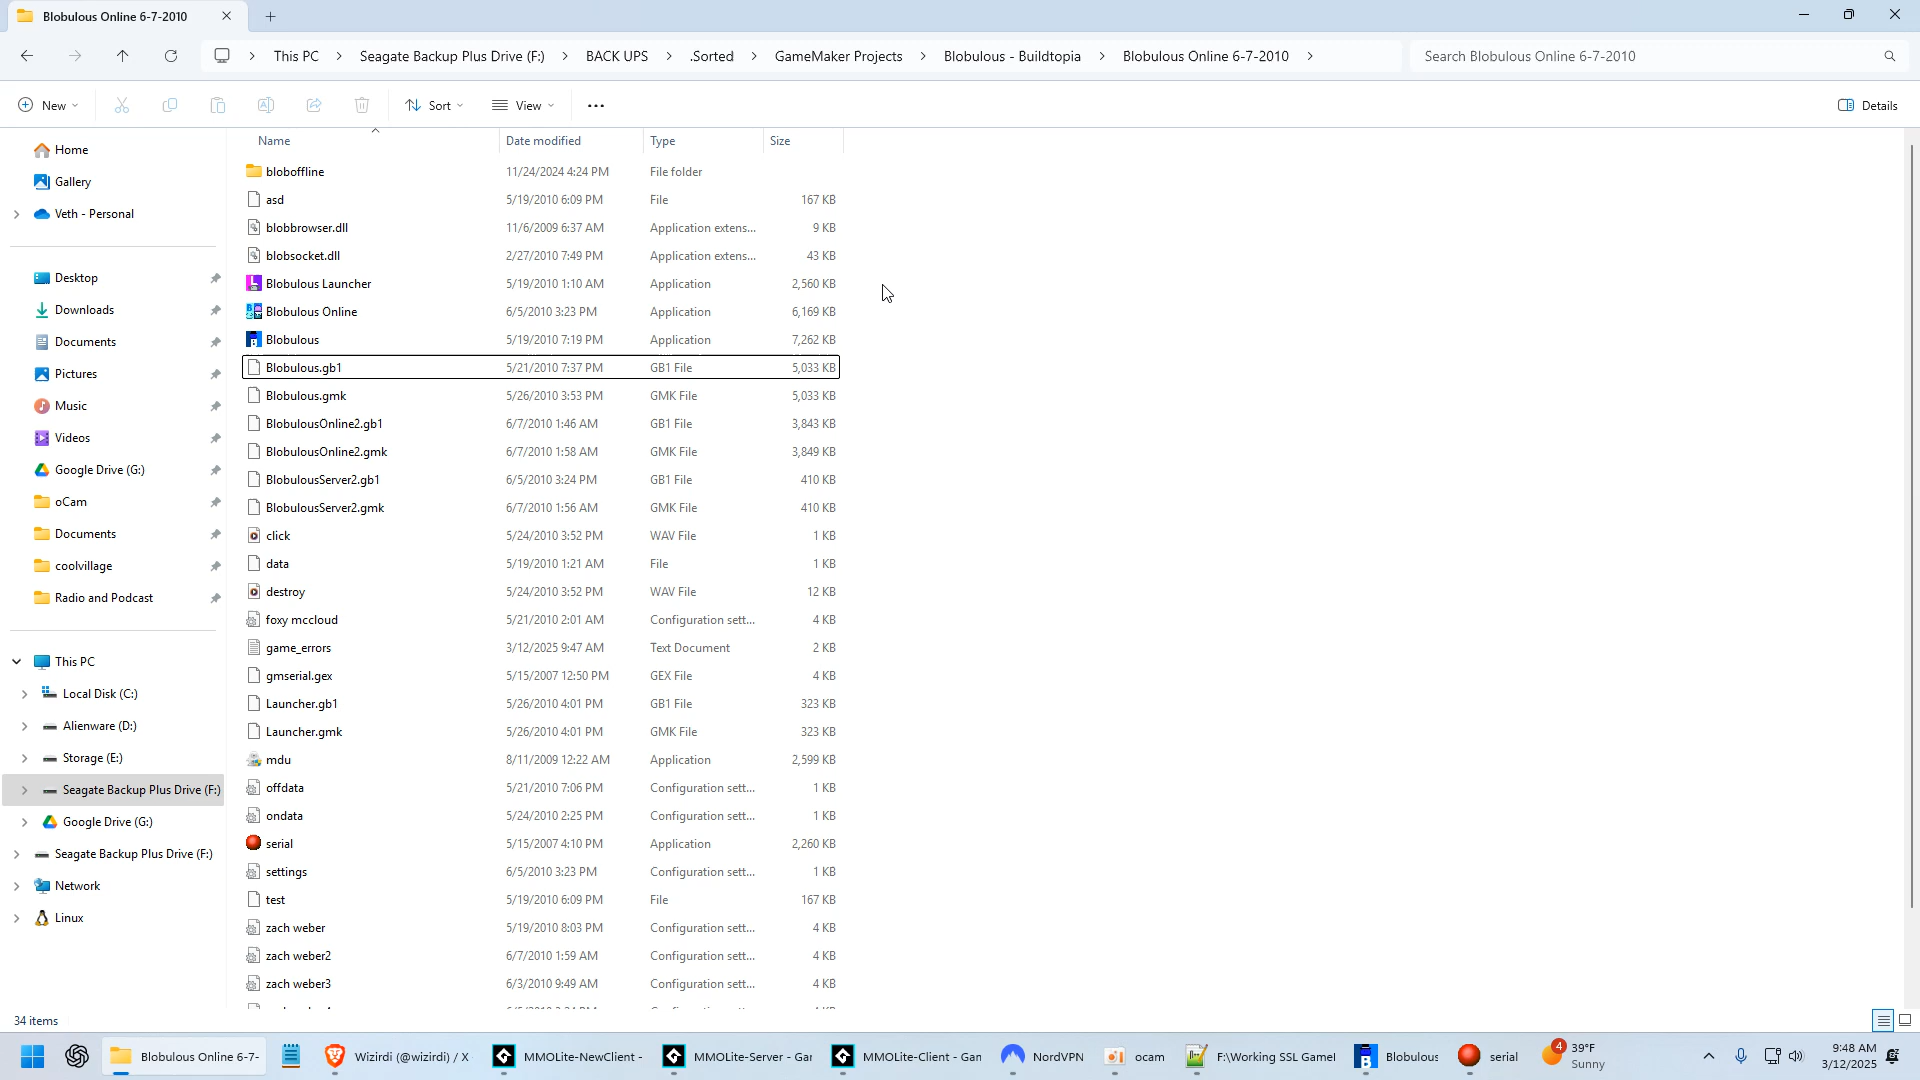 Blobulous Online 6-7-2010
This PC
Seagate Backup Plus Drive (F:)
BACK UPS
.Sorted
GameMaker Projects
Blobulous - Buildtopia
Blobulous Online 6-7-2010
Search Blobulous Online 6-7-2010
New
Sort
View
Details
Home
Gallery
Veth - Personal
Desktop
Downloads
Documents
Pictures
Music
Videos
Google Drive (G:)
oCam
Documents
coolvillage
Radio and Podcast
This PC
Local Disk (C:)
Alienware (D:)
Storage (E:)
Seagate Backup Plus Drive (F:)
Google Drive (G:)
Seagate Backup Plus Drive (F:)
Network
Linux
Name Date modified Type Size
bloboffline 11/24/2024 4:24 PM File folder
asd 5/19/2010 6:09 PM File 167 KB
blobbrowser.dll 11/6/2009 6:37 AM Application extens... 9 KB
blobsocket.dll 2/27/2010 7:49 PM Application extens... 43 KB
Blobulous Launcher 5/19/2010 1:10 AM Application 2,560 KB
Blobulous Online 6/5/2010 3:23 PM Application 6,169 KB
Blobulous 5/19/2010 7:19 PM Application 7,262 KB
Blobulous.gb1 5/21/2010 7:37 PM GB1 File 5,033 KB
Blobulous.gmk 5/26/2010 3:53 PM GMK File 5,033 KB
BlobulousOnline2.gb1 6/7/2010 1:46 AM GB1 File 3,843 KB
BlobulousOnline2.gmk 6/7/2010 1:58 AM GMK File 3,849 KB
BlobulousServer2.gb1 6/5/2010 3:24 PM GB1 File 410 KB
BlobulousServer2.gmk 6/7/2010 1:56 AM GMK File 410 KB
click 5/24/2010 3:52 PM WAV File 1 KB
data 5/19/2010 1:21 AM File 1 KB
destroy 5/24/2010 3:52 PM WAV File 12 KB
foxy mccloud 5/21/2010 2:01 AM Configuration sett... 4 KB
game_errors 3/12/2025 9:47 AM Text Document 2 KB
gmserial.gex 5/15/2007 12:50 PM GEX File 4 KB
Launcher.gb1 5/26/2010 4:01 PM GB1 File 323 KB
Launcher.gmk 5/26/2010 4:01 PM GMK File 323 KB
mdu 8/11/2009 12:22 AM Application 2,599 KB
offdata 5/21/2010 7:06 PM Configuration sett... 1 KB
ondata 5/24/2010 2:25 PM Configuration sett... 1 KB
serial 5/15/2007 4:10 PM Application 2,260 KB
settings 6/5/2010 3:23 PM Configuration sett... 1 KB
test 5/19/2010 6:09 PM File 167 KB
zach weber 5/19/2010 8:03 PM Configuration sett... 4 KB
zach weber2 6/7/2010 1:59 AM Configuration sett... 4 KB
zach weber3 6/3/2010 9:49 AM Configuration sett... 4 KB
34 items
Blobulous Online 6-7-
Wizirdi (@wizirdi) / X
MMOLite-NewClient -
MMOLite-Server - Gar
MMOLite-Client - Gan
NordVPN
ocam
F:\Working SSL Gamel
Blobulous
serial
4
39°F
Sunny
9:48 AM
3/12/2025